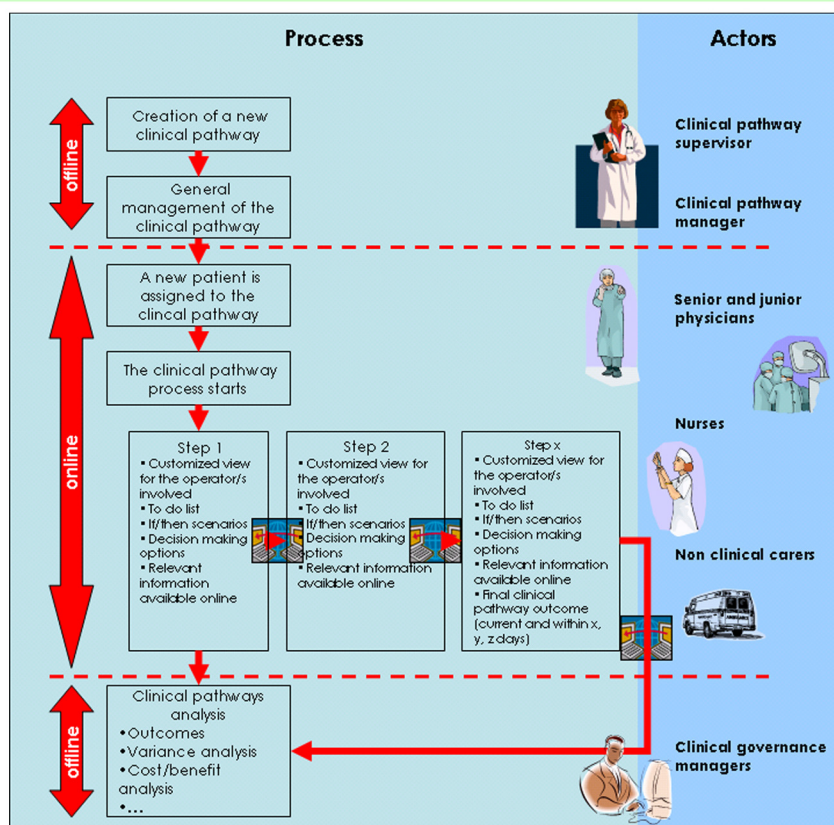 Process
Actors
offline
Creation of a new
clinical pathway
General
management of the
clinical pathway
Clinical pathway
supervisor
Clinical pathway
manager
online
A new patient is
assigned to the
clincal pathway
The clinical pathway
process starts
Senior and junior
physicians
Nurses
Non clinical carers
Step 1
▪ Customized view
for the operator/s
involved
▪ To do list
▪ If/then scenarios
▪ Decision making
options
▪ Relevant
information
available online
Step 2
▪ Customized view for
the operator/s
involved
▪ To do list
▪ If/then scenarios
▪ Decision making
options
▪ Relevant information
available online
Step x
▪ Customized view for
the operator/s
involved
▪ To do list
▪ If/then scenarios
▪ Decision making
options
▪ Relevant information
available online
▪ Final clinical
pathway outcome
(current and within x,
y, z days)
offline
Clinical pathways
analysis
•Outcomes
•Variance analysis
•Cost/benefit
analysis
•...
Clinical governance
managers